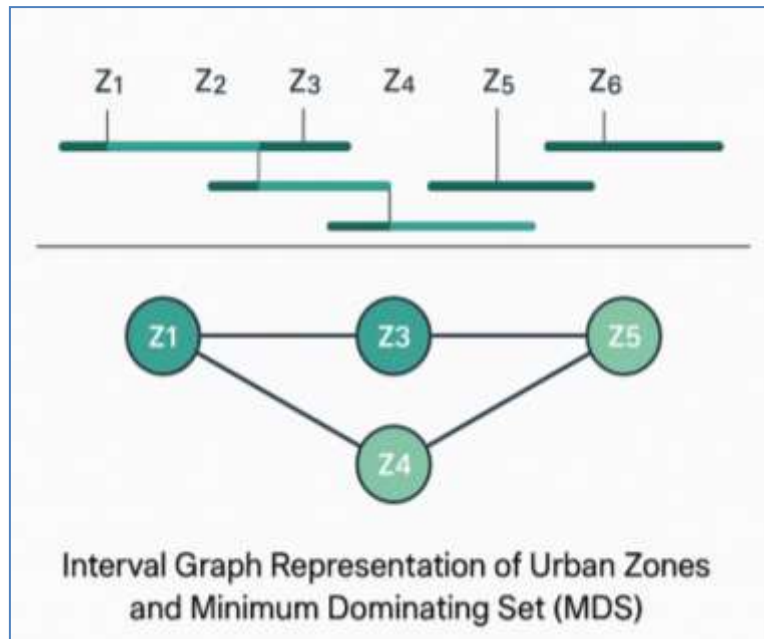 Z1 Z2 Z3 Z4 Z5 Z6
Z1 Z3 Z5
Z4
Interval Graph Representation of Urban Zones
and Minimum Dominating Set (MDS)